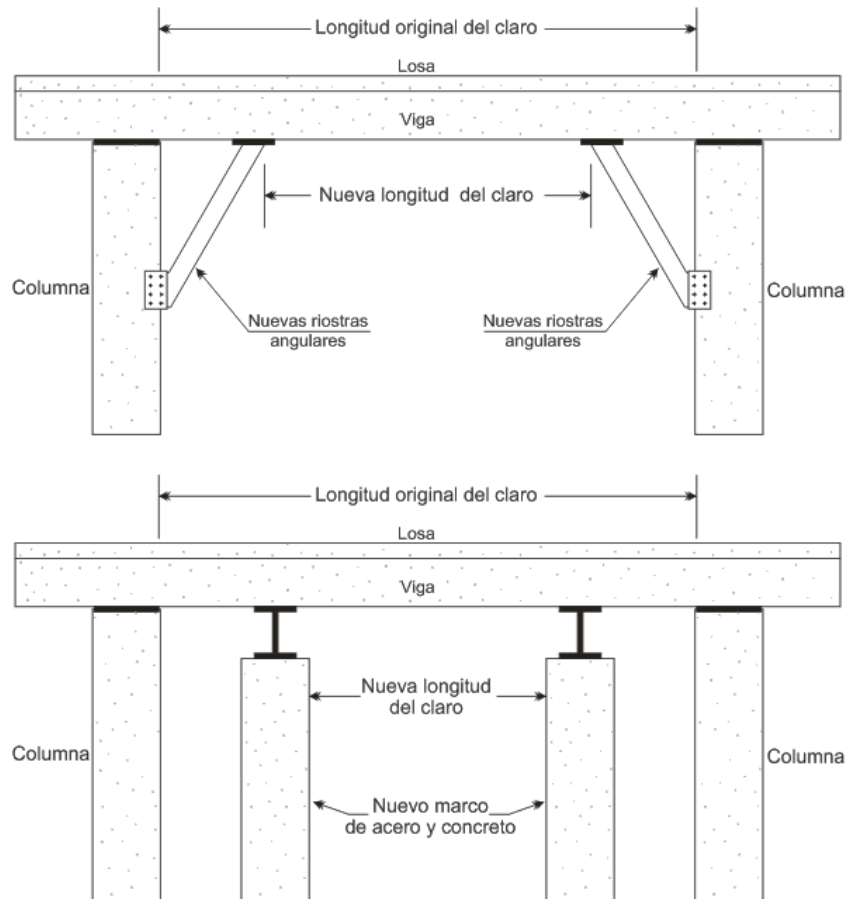 Longitud original del claro
Losa
Viga
Nueva longitud del claro
Columna
Columna
Nuevas riostras
angulares
Nuevas riostras
angulares
Longitud original del claro
Losa
Viga
Nueva longitud
del claro
Columna
Columna
Nuevo marco
de acero y concreto